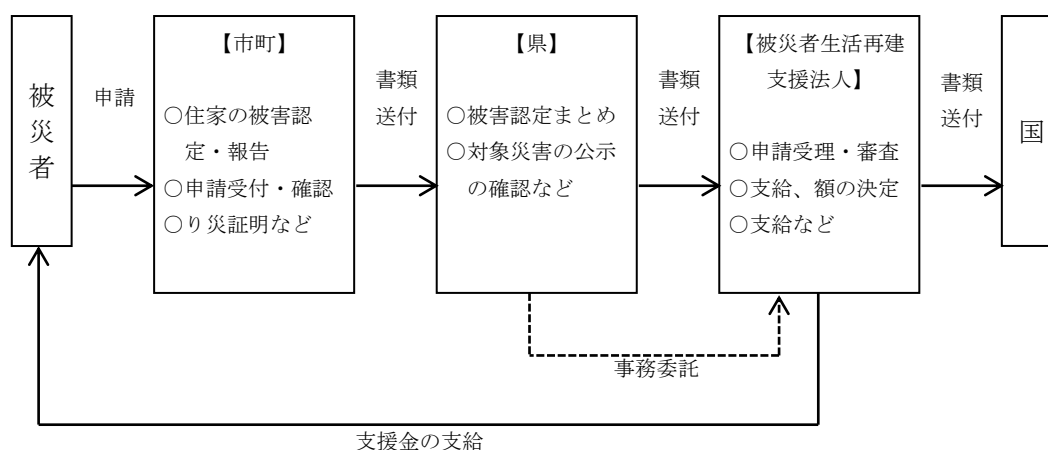 被災者
申請
【市町】
○住家の被害認
定・報告
○申請受付・確認
○り災証明など
書類
送付
【県】
○被害認定まとめ
○対象災害の公示
の確認など
書類
送付
【被災者生活再建
支援法人】
○申請受理・審査
○支給、額の決定
○支給など
書類
送付
国
事務委託
支援金の支給